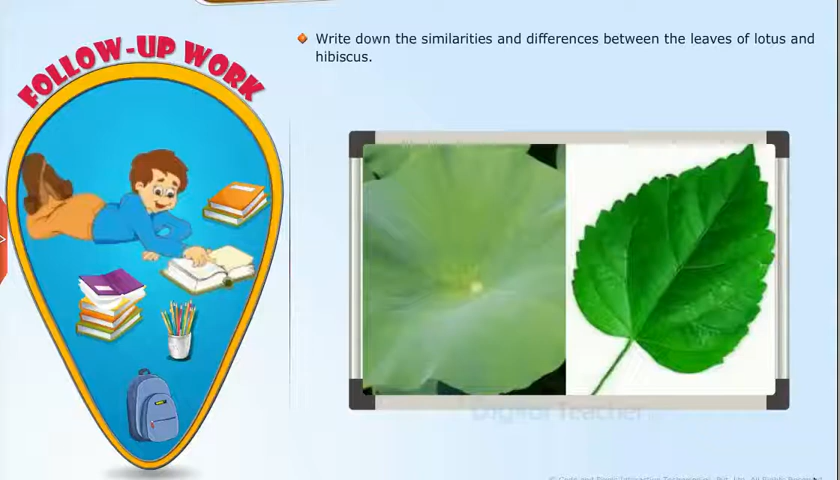 FOLLOW-UP WORK
Write down the similarities and differences between the leaves of lotus and
hibiscus.
Digital Teacher